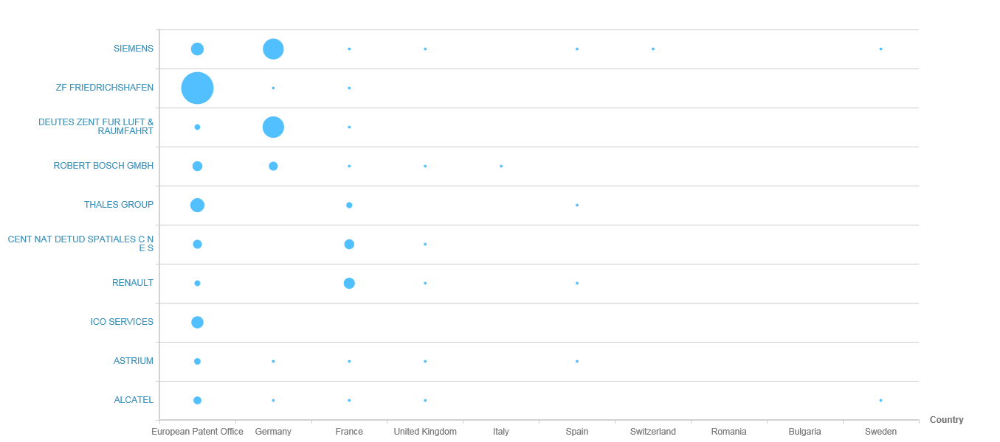 SIEMENS
ZF FRIEDRICHSHAFEN
DEUTES ZENT FUR LUFT &
RAUMFAHRT
ROBERT BOSCH GMBH
THALES GROUP
CENT NAT DETUD SPATIALES C N
E S
RENAULT
ICO SERVICES
ASTRIUM
ALCATEL
European Patent Office Germany France United Kingdom Italy Spain Switzerland Romania Bulgaria Sweden
Country